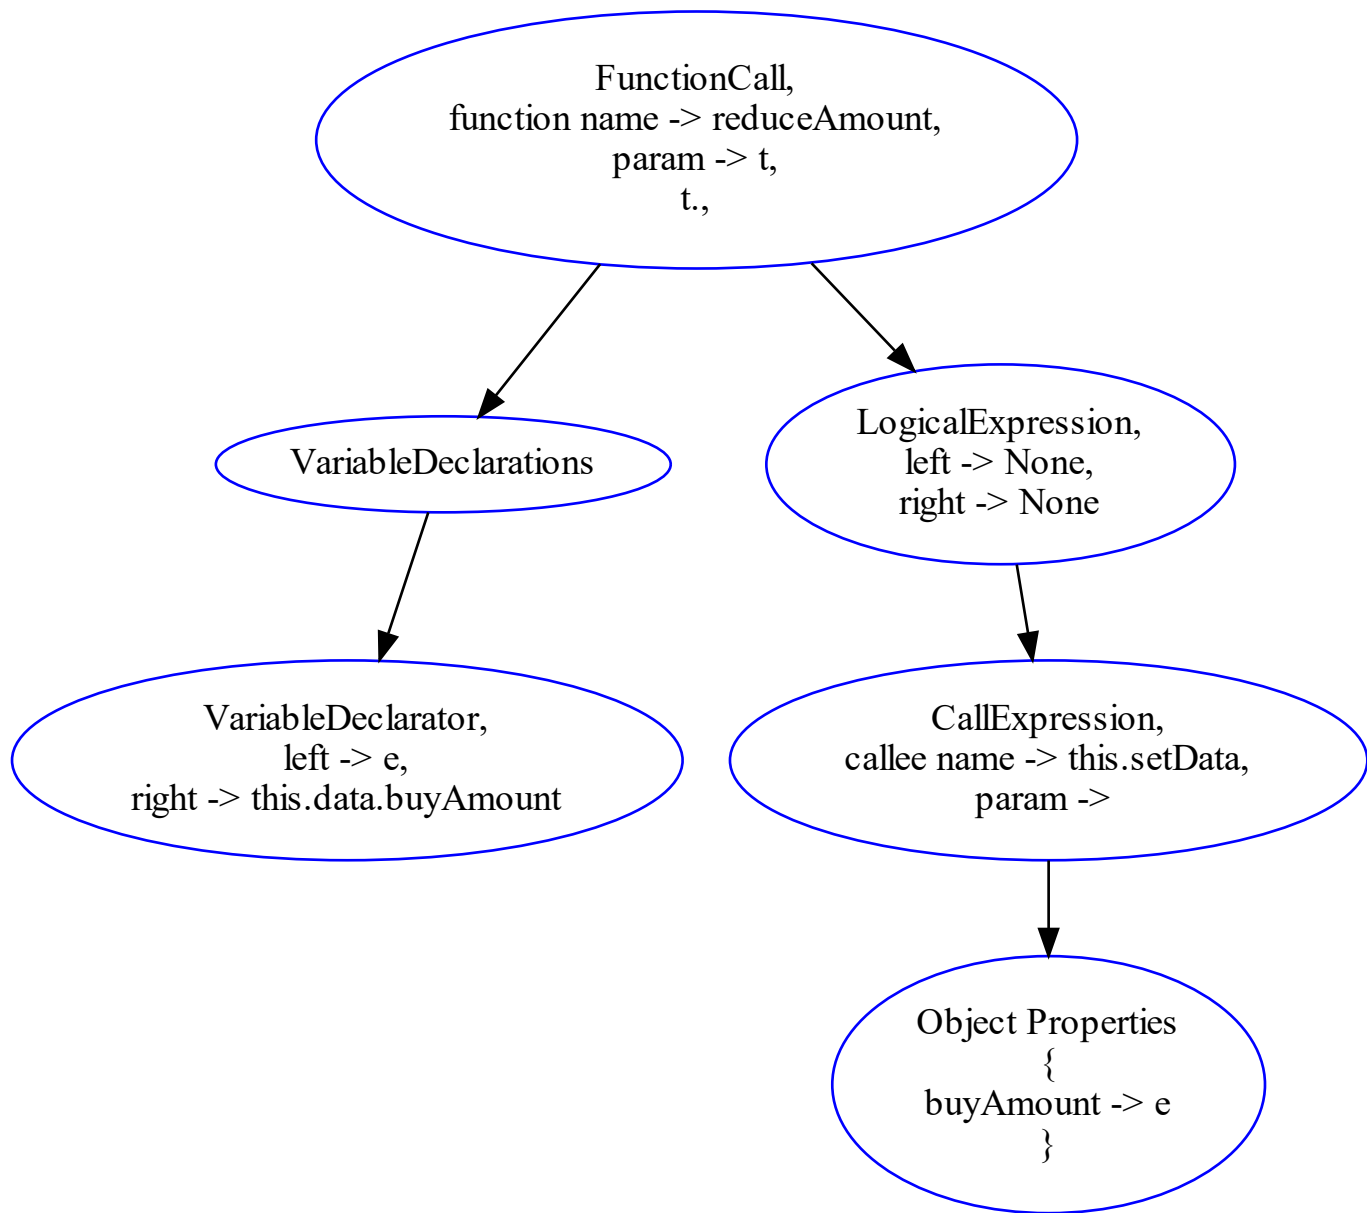 FunctionCall,
function name -> reduceAmount,
param -> t,
t.,
VariableDeclarations
LogicalExpression,
left -> None,
right -> None
VariableDeclarator,
left -> e,
right -> this.data.buyAmount
CallExpression,
callee name -> this.setData,
param ->
Object Properties
{
buyAmount -> e
}